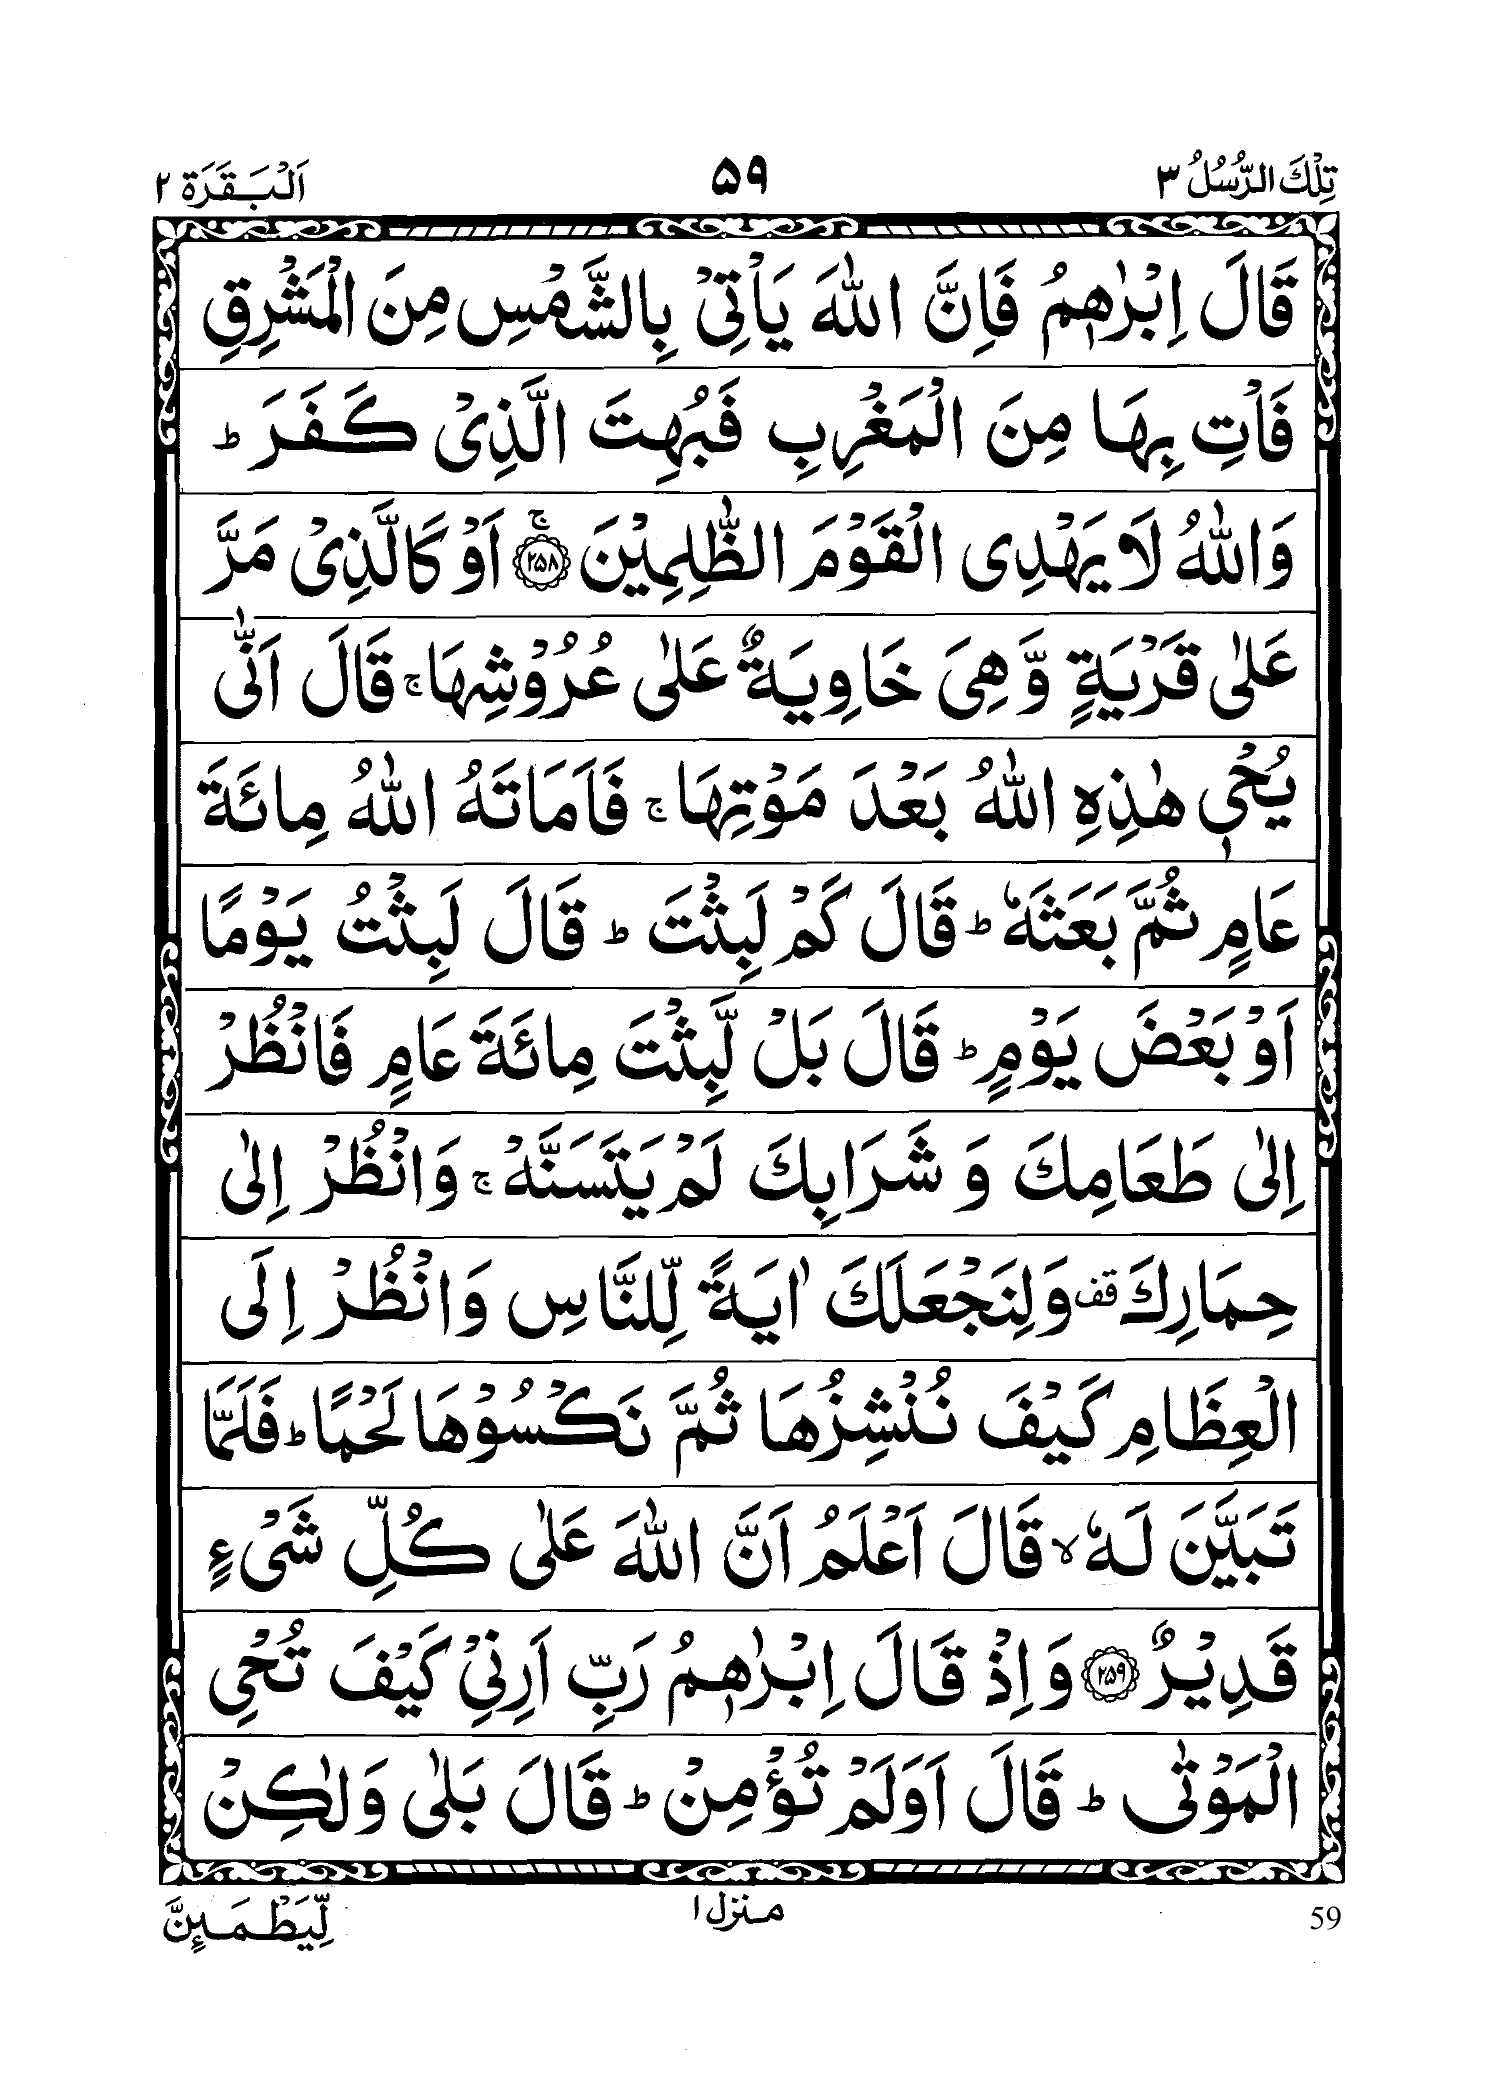 تِلْكَ الرُّسُلُ ٣
٥٩
اَلْبَقَرَة ٢
قَالَ اِبْرٰهٖمُ فَاِنَّ اللّٰهَ يَاْتِىْ بِالشَّمْسِ مِنَ الْمَشْرِقِ
فَاْتِ بِهَا مِنَ الْمَغْرِبِ فَبُهِتَ الَّذِىْ كَفَرَ ؕ
وَاللّٰهُ لَا يَهْدِى الْقَوْمَ الظّٰلِمِيْنَ ۚ ﴿٢٥٨﴾ اَوْ كَالَّذِىْ مَرَّ
عَلٰى قَرْيَةٍ وَّهِىَ خَاوِيَةٌ عَلٰى عُرُوْشِهَا ۚ قَالَ اَنّٰى
يُحْىٖ هٰذِهِ اللّٰهُ بَعْدَ مَوْتِهَا ۚ فَاَمَاتَهُ اللّٰهُ مِائَةَ
عَامٍ ثُمَّ بَعَثَهٗ ؕ قَالَ كَمْ لَبِثْتَ ؕ قَالَ لَبِثْتُ يَوْمًا
اَوْ بَعْضَ يَوْمٍ ؕ قَالَ بَلْ لَّبِثْتَ مِائَةَ عَامٍ فَانْظُرْ
اِلٰى طَعَامِكَ وَ شَرَابِكَ لَمْ يَتَسَنَّهْ ۚ وَانْظُرْ اِلٰى
حِمَارِكَ قف وَلِنَجْعَلَكَ اٰيَةً لِّلنَّاسِ وَانْظُرْ اِلَى
الْعِظَامِ كَيْفَ نُنْشِزُهَا ثُمَّ نَكْسُوْهَا لَحْمًا ؕ فَلَمَّا
تَبَيَّنَ لَهٗ ۙ قَالَ اَعْلَمُ اَنَّ اللّٰهَ عَلٰى كُلِّ شَىْءٍ
قَدِيْرٌ ﴿٢٥٩﴾ وَاِذْ قَالَ اِبْرٰهٖمُ رَبِّ اَرِنِىْ كَيْفَ تُحْىِ
الْمَوْتٰى ؕ قَالَ اَوَلَمْ تُؤْمِنْ ؕ قَالَ بَلٰى وَلٰكِنْ
59
منزل ١
لِّيَطْمَئِنَّ